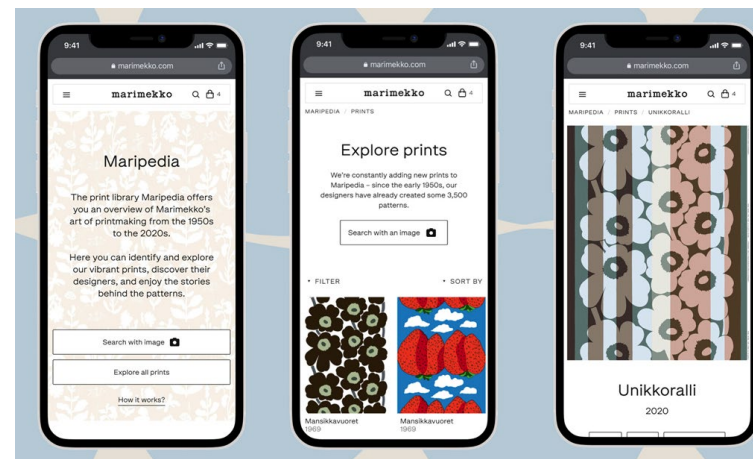 9:41
marimekko.com
marimekko
4
Maripedia
The print library Maripedia offers
you an overview of Marimekko's
art of printmaking from the 1950s
to the 2020s.
Here you can identify and explore
our vibrant prints, discover their
designers, and enjoy the stories
behind the patterns.
Search with image
Explore all prints
How it works?
9:41
marimekko.com
marimekko
4
MARIPEDIA / PRINTS
Explore prints
We're constantly adding new prints to
Maripedia – since the early 1950s, our
designers have already created some 3,500
patterns.
Search with an image
FILTER
SORT BY
Mansikkavuoret
1969
Mansikkavuoret
1969
9:41
marimekko.com
marimekko
4
MARIPEDIA / PRINTS / UNIKKORALLI
Unikkoralli
2020